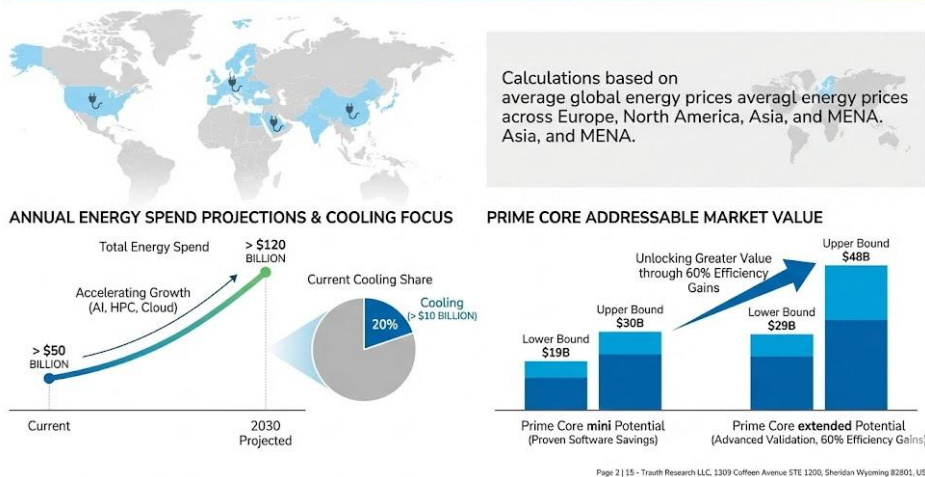 Calculations based on
average global energy prices averagl energy prices
across Europe, North America, Asia, and MENA.
Asia, and MENA.
ANNUAL ENERGY SPEND PROJECTIONS & COOLING FOCUS
Total Energy Spend
> $120
BILLION
Accelerating Growth
(AI, HPC, Cloud)
> $50
BILLION
Current
2030
Projected
Current Cooling Share
Cooling
(> $10 BILLION)
20%
PRIME CORE ADDRESSABLE MARKET VALUE
Unlocking Greater Value
through 60% Efficiency
Gains
Lower Bound
$19B
Upper Bound
$30B
Lower Bound
$29B
Upper Bound
$48B
Prime Core mini Potential
(Proven Software Savings)
Prime Core extended Potential
(Advanced Validation, 60% Efficiency Gains)
Page 2 | 15 - Trauth Research LLC, 1309 Coffeen Avenue STE 1200, Sheridan Wyoming 82801, US